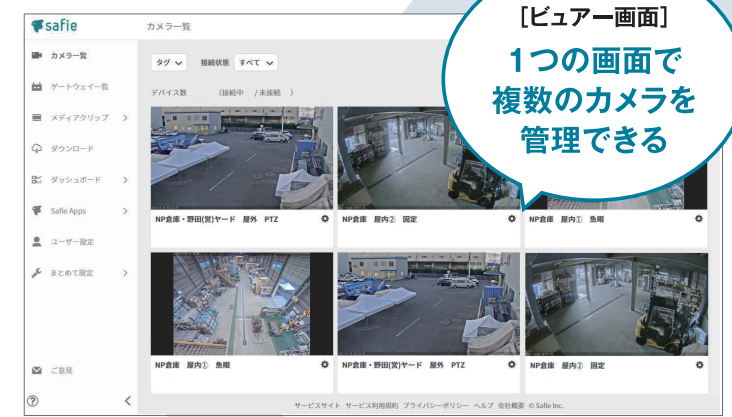 safie
カメラ一覧
[ビュアー画面]
1つの画面で
複数のカメラを
管理できる
カメラ一覧
ゲートウェイ一覧
メディアクリップ
ダウンロード
ダッシュボード
Safie Apps
ユーザー設定
まとめて設定
ご意見
タグ 接続状態 すべて
デバイス数 (接続中 /未接続 )
NP倉庫・野田(営)ヤード 屋外 PTZ
NP倉庫 屋内② 固定
NP倉庫 屋内① 魚眼
NP倉庫 屋内① 魚眼
NP倉庫・野田(営)ヤード 屋外 PTZ
NP倉庫 屋内② 固定
サービスサイト サービス利用規約 プライバシーポリシー ヘルプ 会社概要 © Safie Inc.